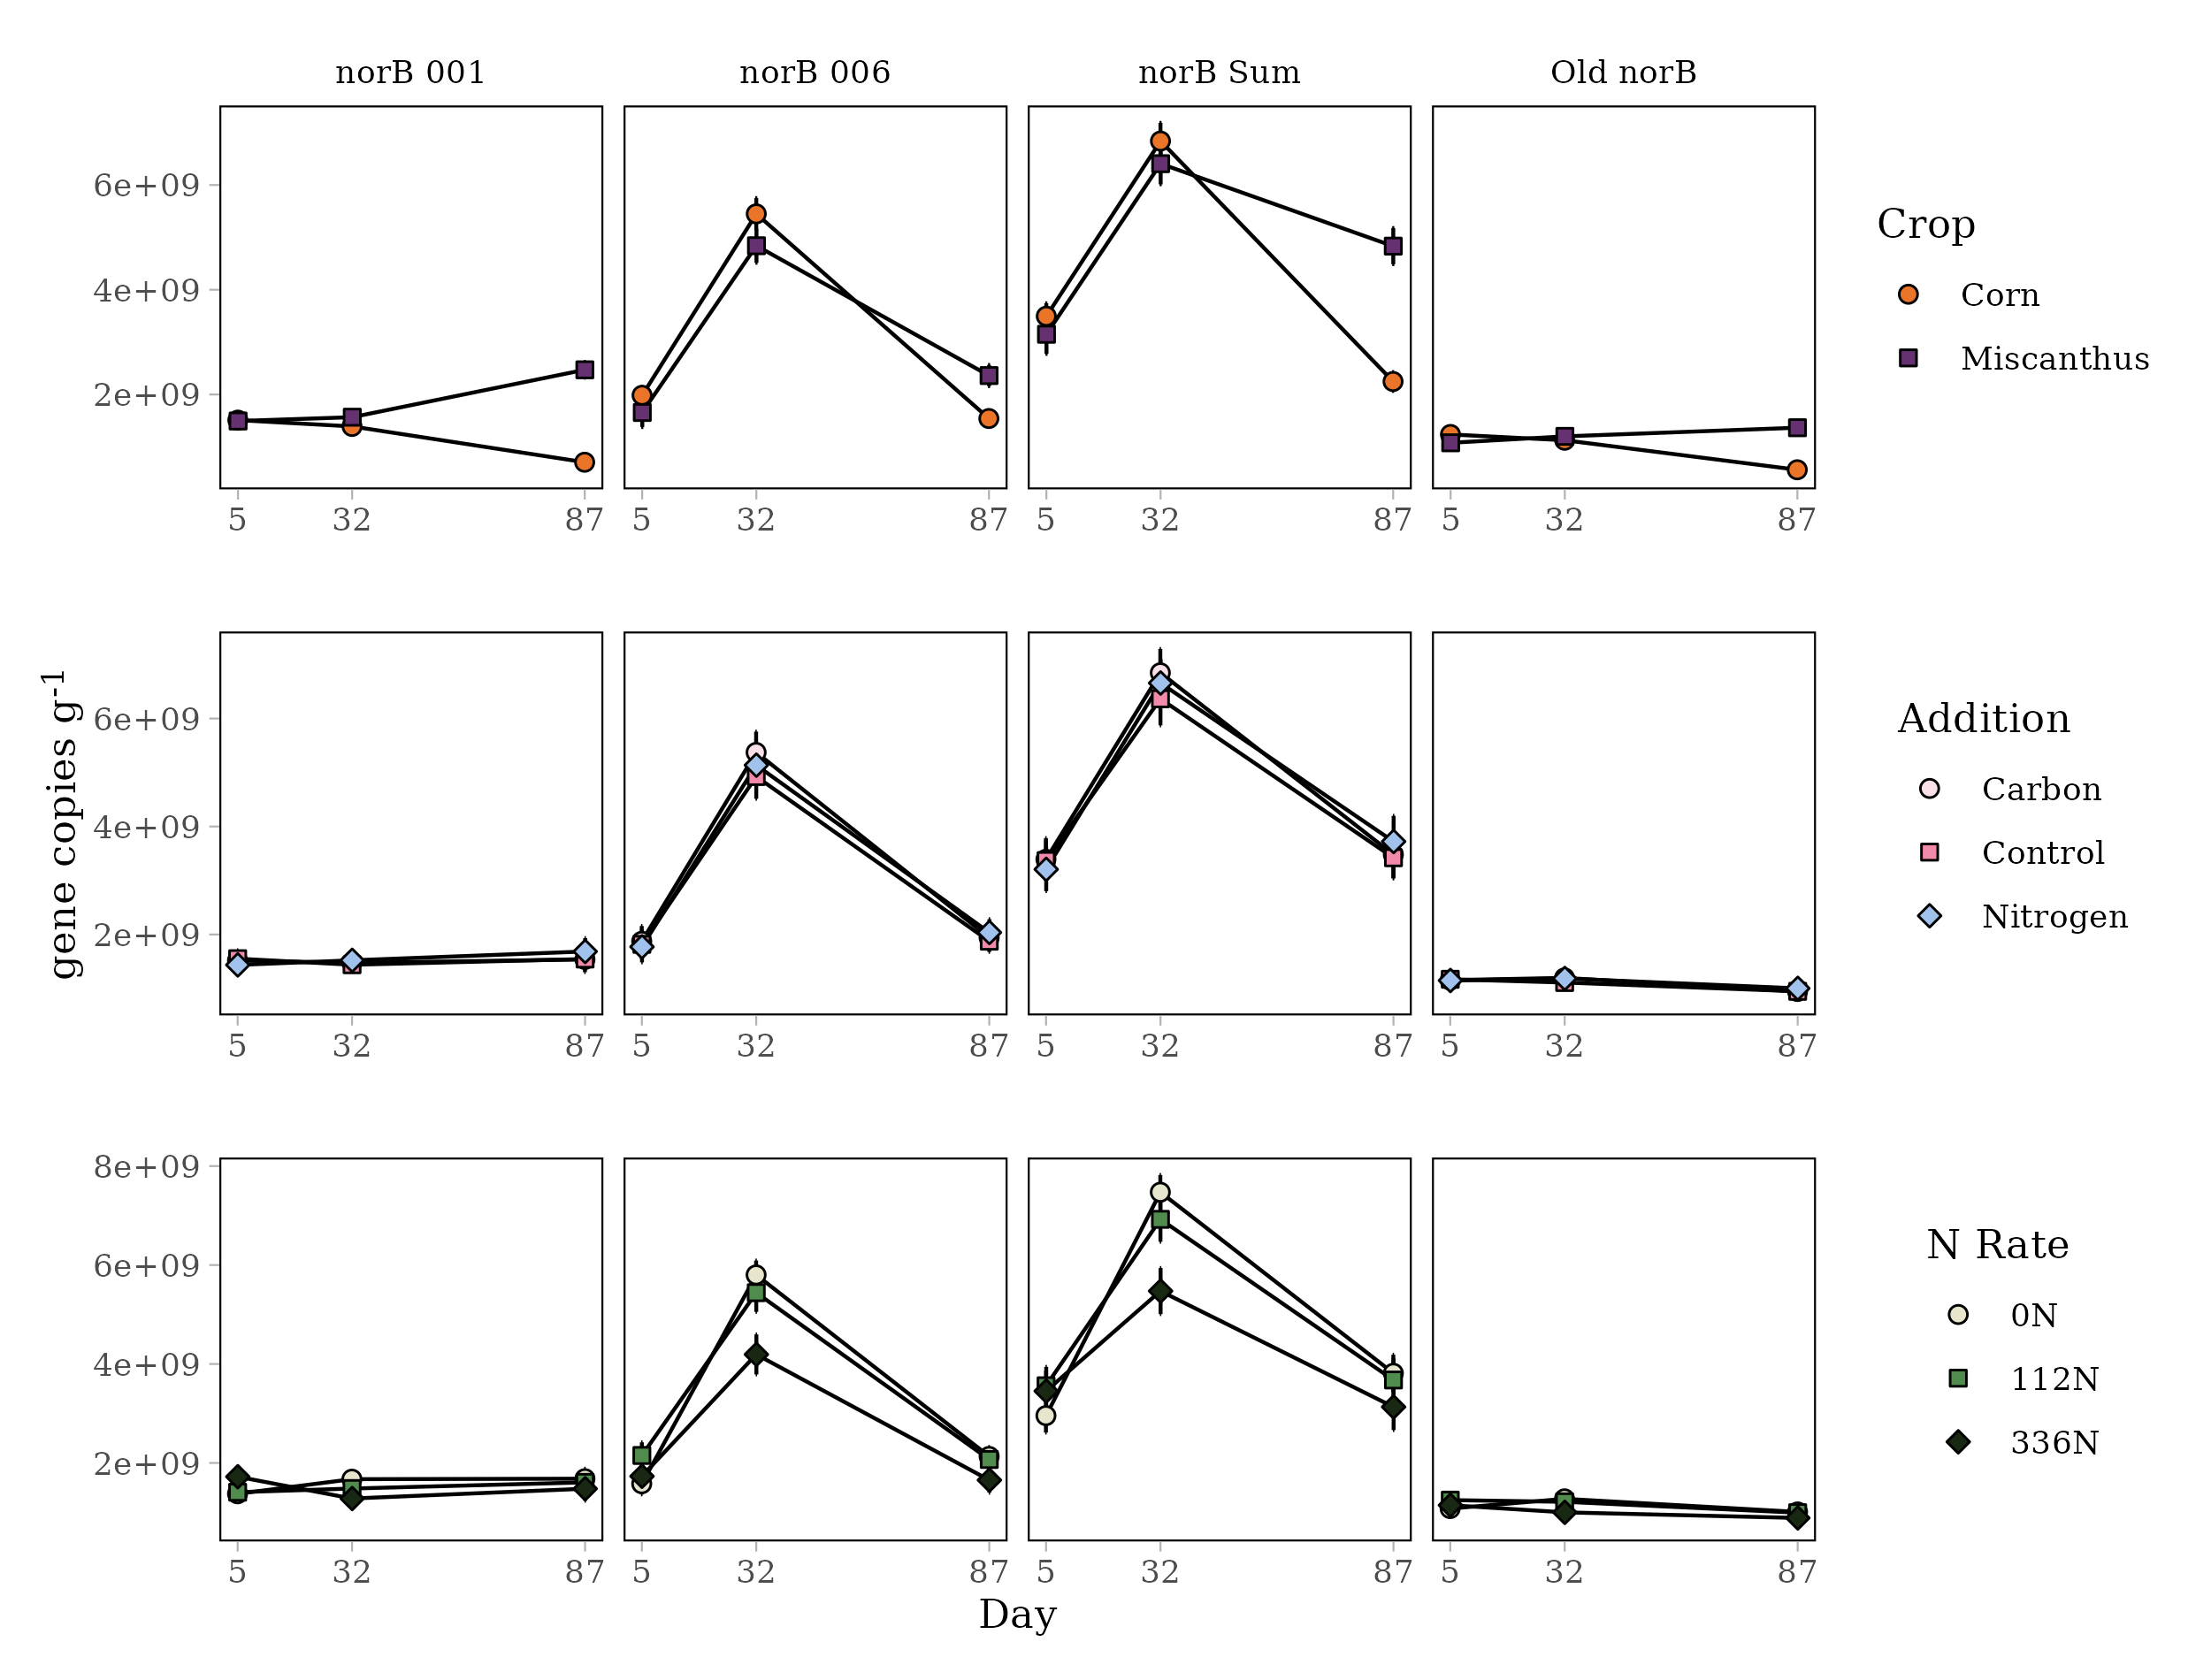 norB 001 norB 006 norB Sum Old norB
6e+09
4e+09
2e+09
5 32 87 5 32 87 5 32 87 5 32 87
Crop
Corn
Miscanthus
gene copies g-1
6e+09
4e+09
2e+09
5 32 87 5 32 87 5 32 87 5 32 87
Addition
Carbon
Control
Nitrogen
8e+09
6e+09
4e+09
2e+09
5 32 87 5 32 87 5 32 87 5 32 87
Day
N Rate
0N
112N
336N